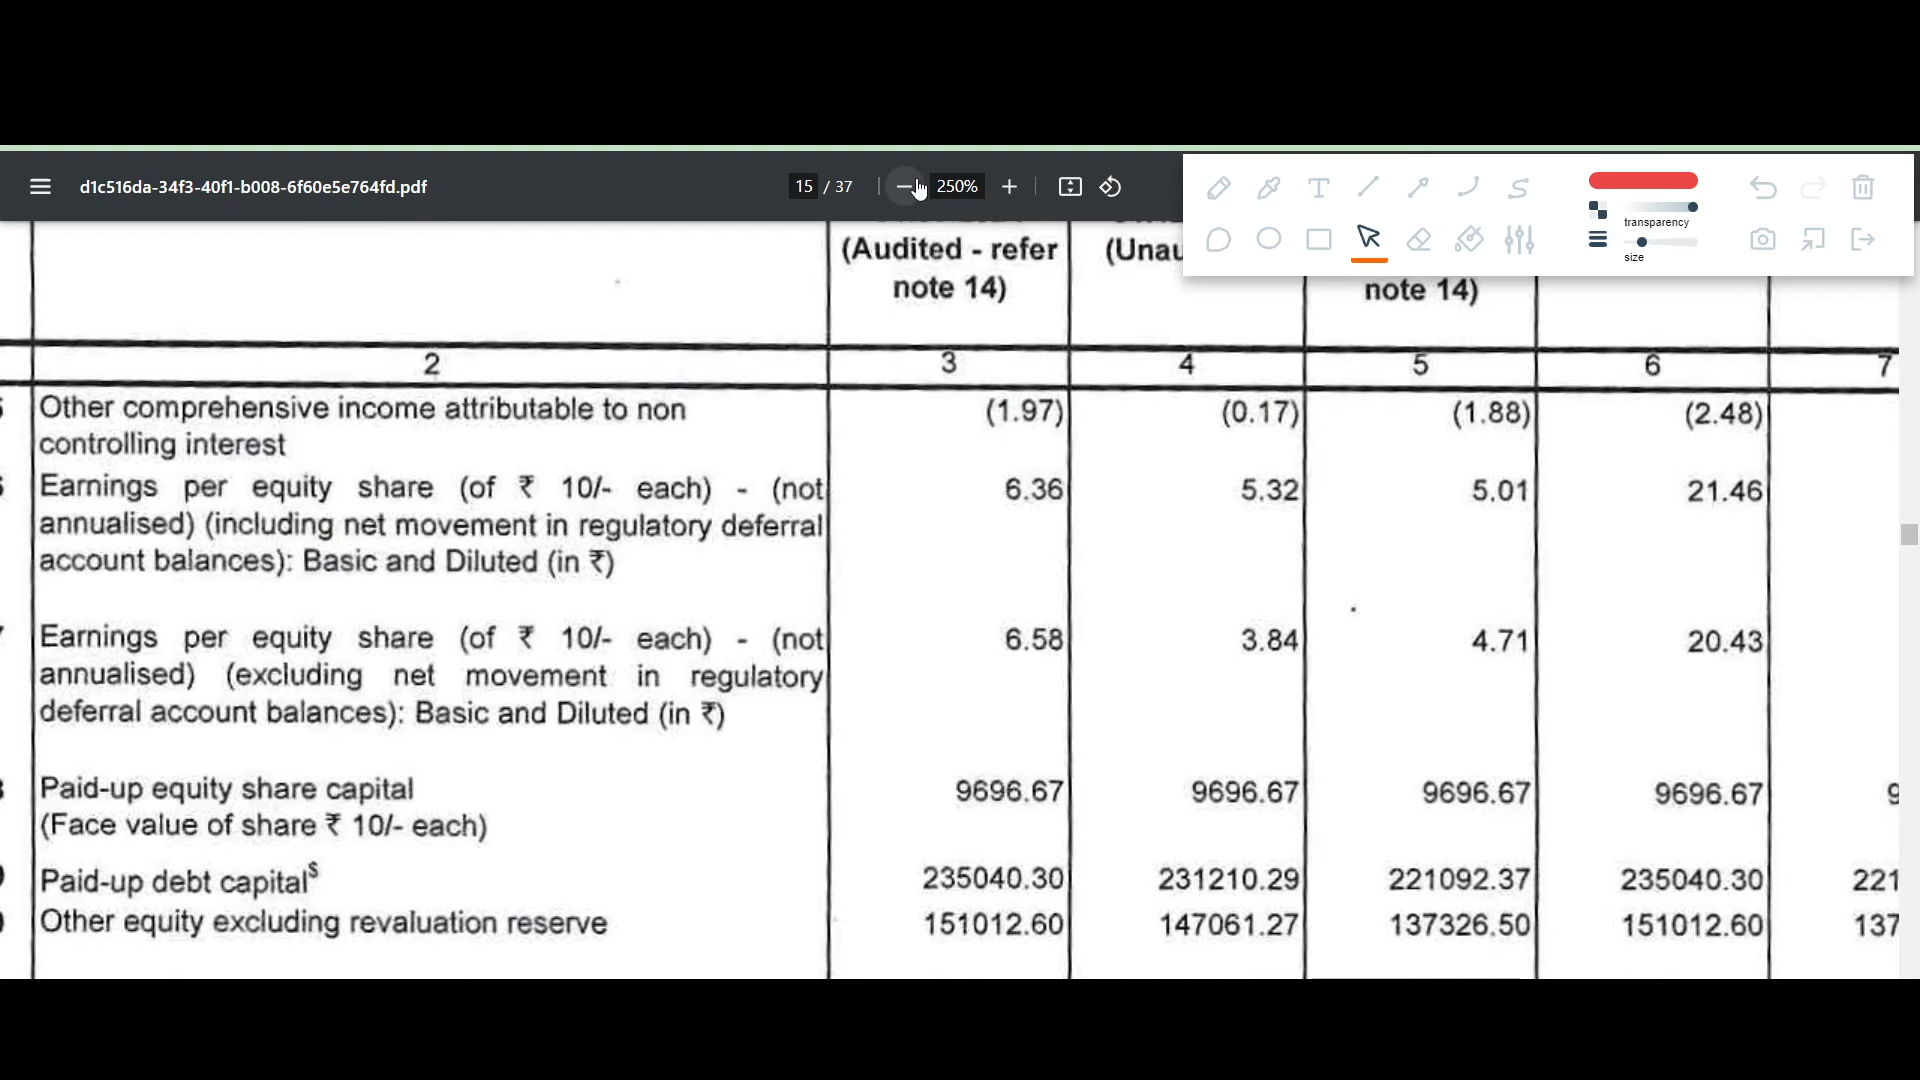 d1c516da-34f3-40f1-b008-6f60e5e764fd.pdf 15 / 37 250%
transparency
size
(Audited - refer note 14) (Unau note 14)
2 3 4 5 6 7
Other comprehensive income attributable to non (1.97) (0.17) (1.88) (2.48)
controlling interest
Earnings per equity share (of ₹ 10/- each) - (not 6.36 5.32 5.01 21.46
annualised) (including net movement in regulatory deferral
account balances): Basic and Diluted (in ₹)
Earnings per equity share (of ₹ 10/- each) - (not 6.58 3.84 4.71 20.43
annualised) (excluding net movement in regulatory
deferral account balances): Basic and Diluted (in ₹)
Paid-up equity share capital 9696.67 9696.67 9696.67 9696.67 9
(Face value of share ₹ 10/- each)
Paid-up debt capital$ 235040.30 231210.29 221092.37 235040.30 221
Other equity excluding revaluation reserve 151012.60 147061.27 137326.50 151012.60 137